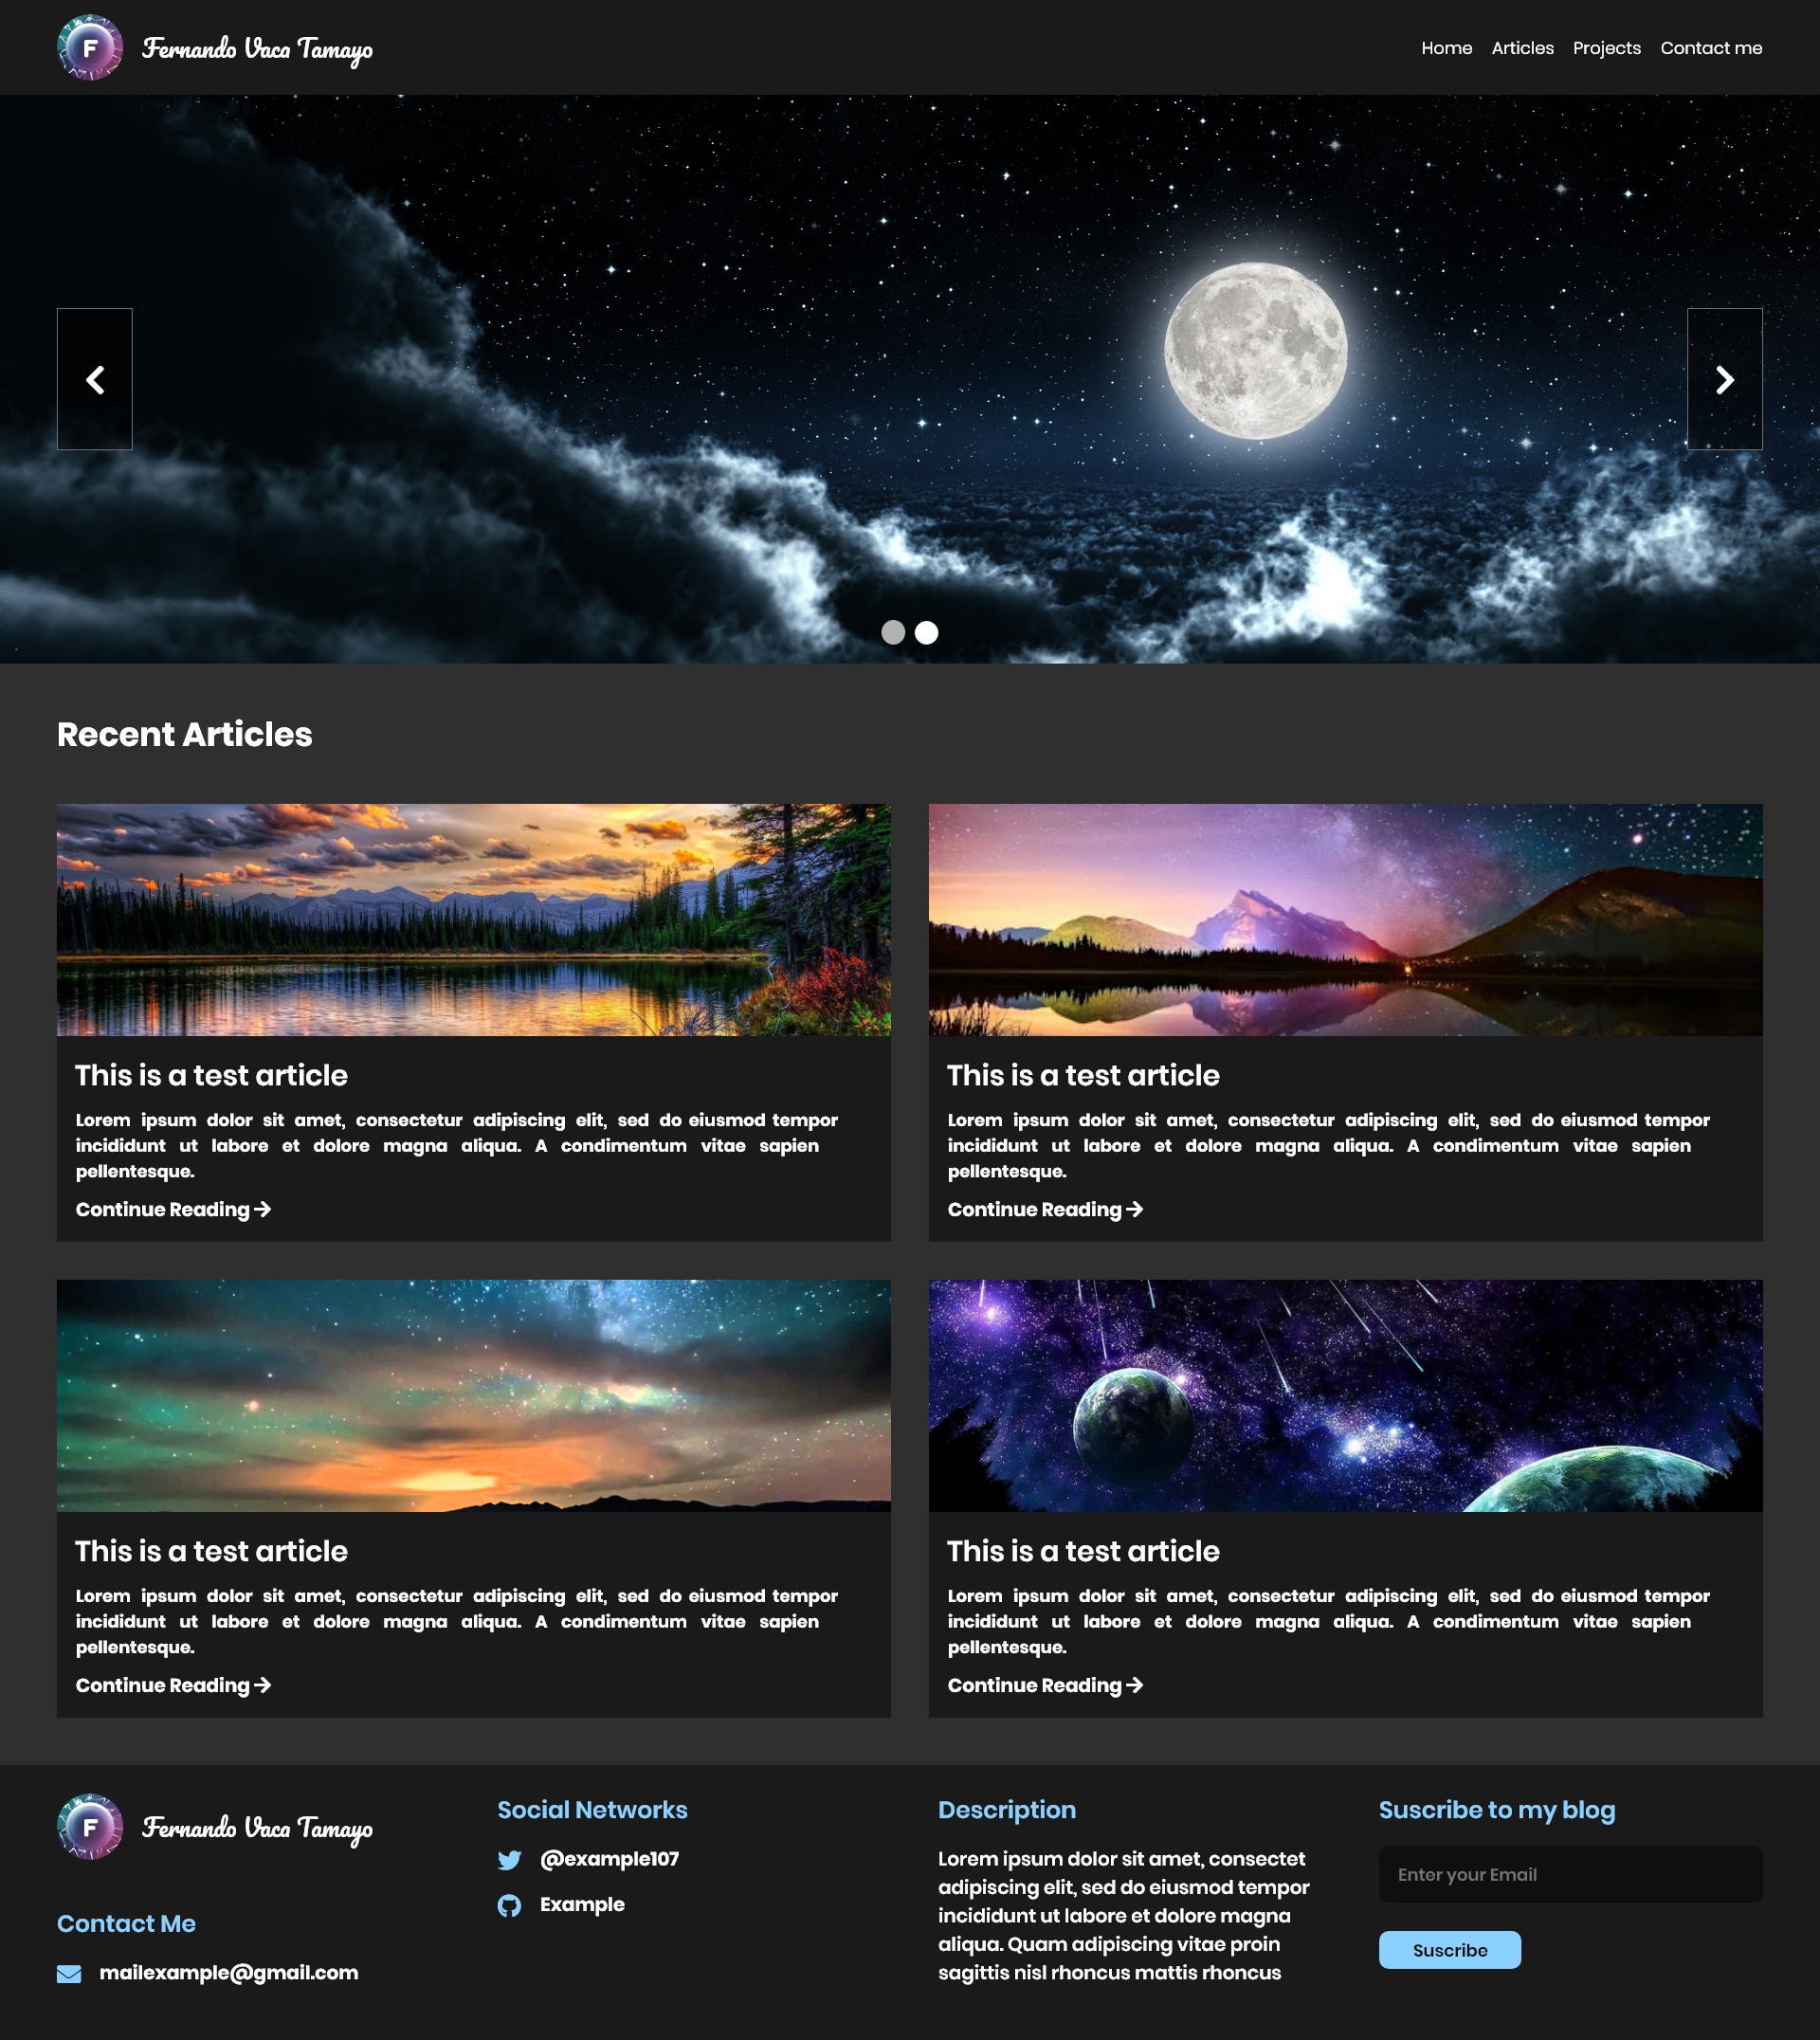 F
Fernando Vaca Tamayo
Home Articles Projects Contact me
Recent Articles
This is a test article
Lorem ipsum dolor sit amet, consectetur adipiscing elit, sed do eiusmod tempor
incididunt ut labore et dolore magna aliqua. A condimentum vitae sapien
pellentesque.
Continue Reading
This is a test article
Lorem ipsum dolor sit amet, consectetur adipiscing elit, sed do eiusmod tempor
incididunt ut labore et dolore magna aliqua. A condimentum vitae sapien
pellentesque.
Continue Reading
This is a test article
Lorem ipsum dolor sit amet, consectetur adipiscing elit, sed do eiusmod tempor
incididunt ut labore et dolore magna aliqua. A condimentum vitae sapien
pellentesque.
Continue Reading
This is a test article
Lorem ipsum dolor sit amet, consectetur adipiscing elit, sed do eiusmod tempor
incididunt ut labore et dolore magna aliqua. A condimentum vitae sapien
pellentesque.
Continue Reading
F
Fernando Vaca Tamayo
Contact Me
mailexample@gmail.com
Social Networks
@example107
Example
Description
Lorem ipsum dolor sit amet, consectet
adipiscing elit, sed do eiusmod tempor
incididunt ut labore et dolore magna
aliqua. Quam adipiscing vitae proin
sagittis nisl rhoncus mattis rhoncus
Suscribe to my blog
Enter your Email
Suscribe